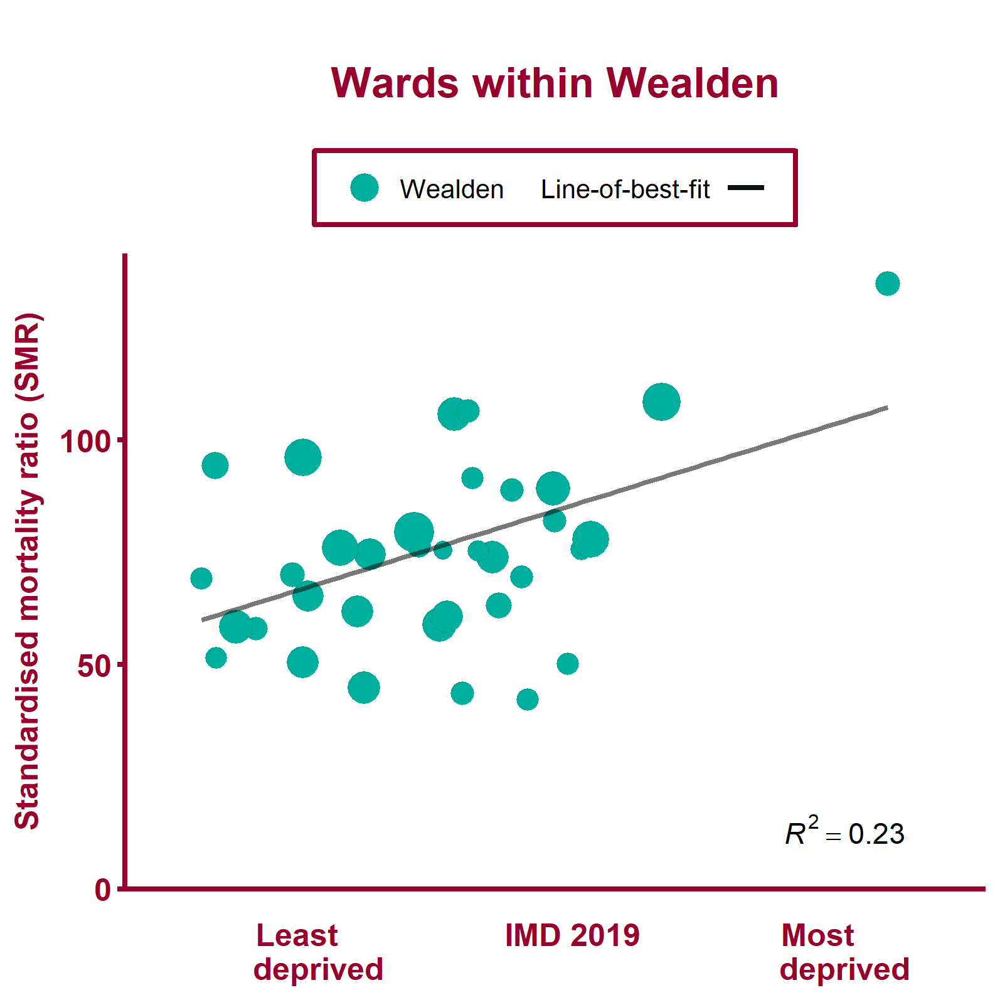 Wards within Wealden
Wealden Line-of-best-fit
Standardised mortality ratio (SMR)
100
50
0
R² = 0.23
Least deprived
IMD 2019
Most deprived